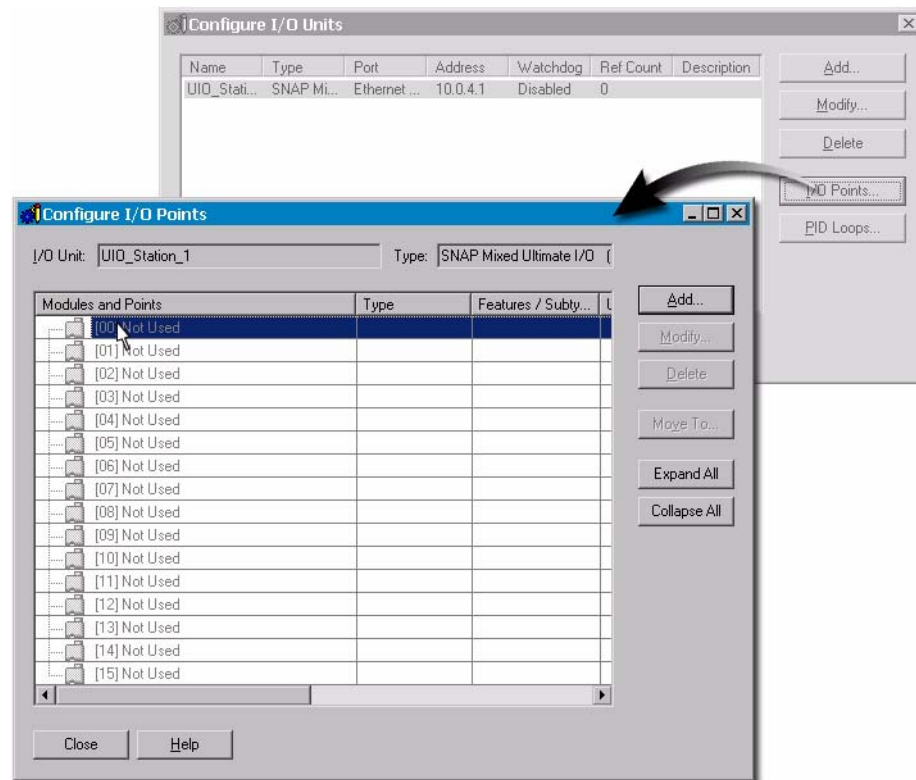 Configure I/O Units
Name Type Port Address Watchdog Ref Count Description
UIO_Stati... SNAP Mi... Ethernet ... 10.0.4.1 Disabled 0
Add...
Modify...
Delete
I/O Points...
PID Loops...
Configure I/O Points
I/O Unit: UIO_Station_1 Type: SNAP Mixed Ultimate I/O (
Modules and Points Type Features / Subty... U
[00] Not Used
[01] Not Used
[02] Not Used
[03] Not Used
[04] Not Used
[05] Not Used
[06] Not Used
[07] Not Used
[08] Not Used
[09] Not Used
[10] Not Used
[11] Not Used
[12] Not Used
[13] Not Used
[14] Not Used
[15] Not Used
Add...
Modify...
Delete
Move To...
Expand All
Collapse All
Close Help